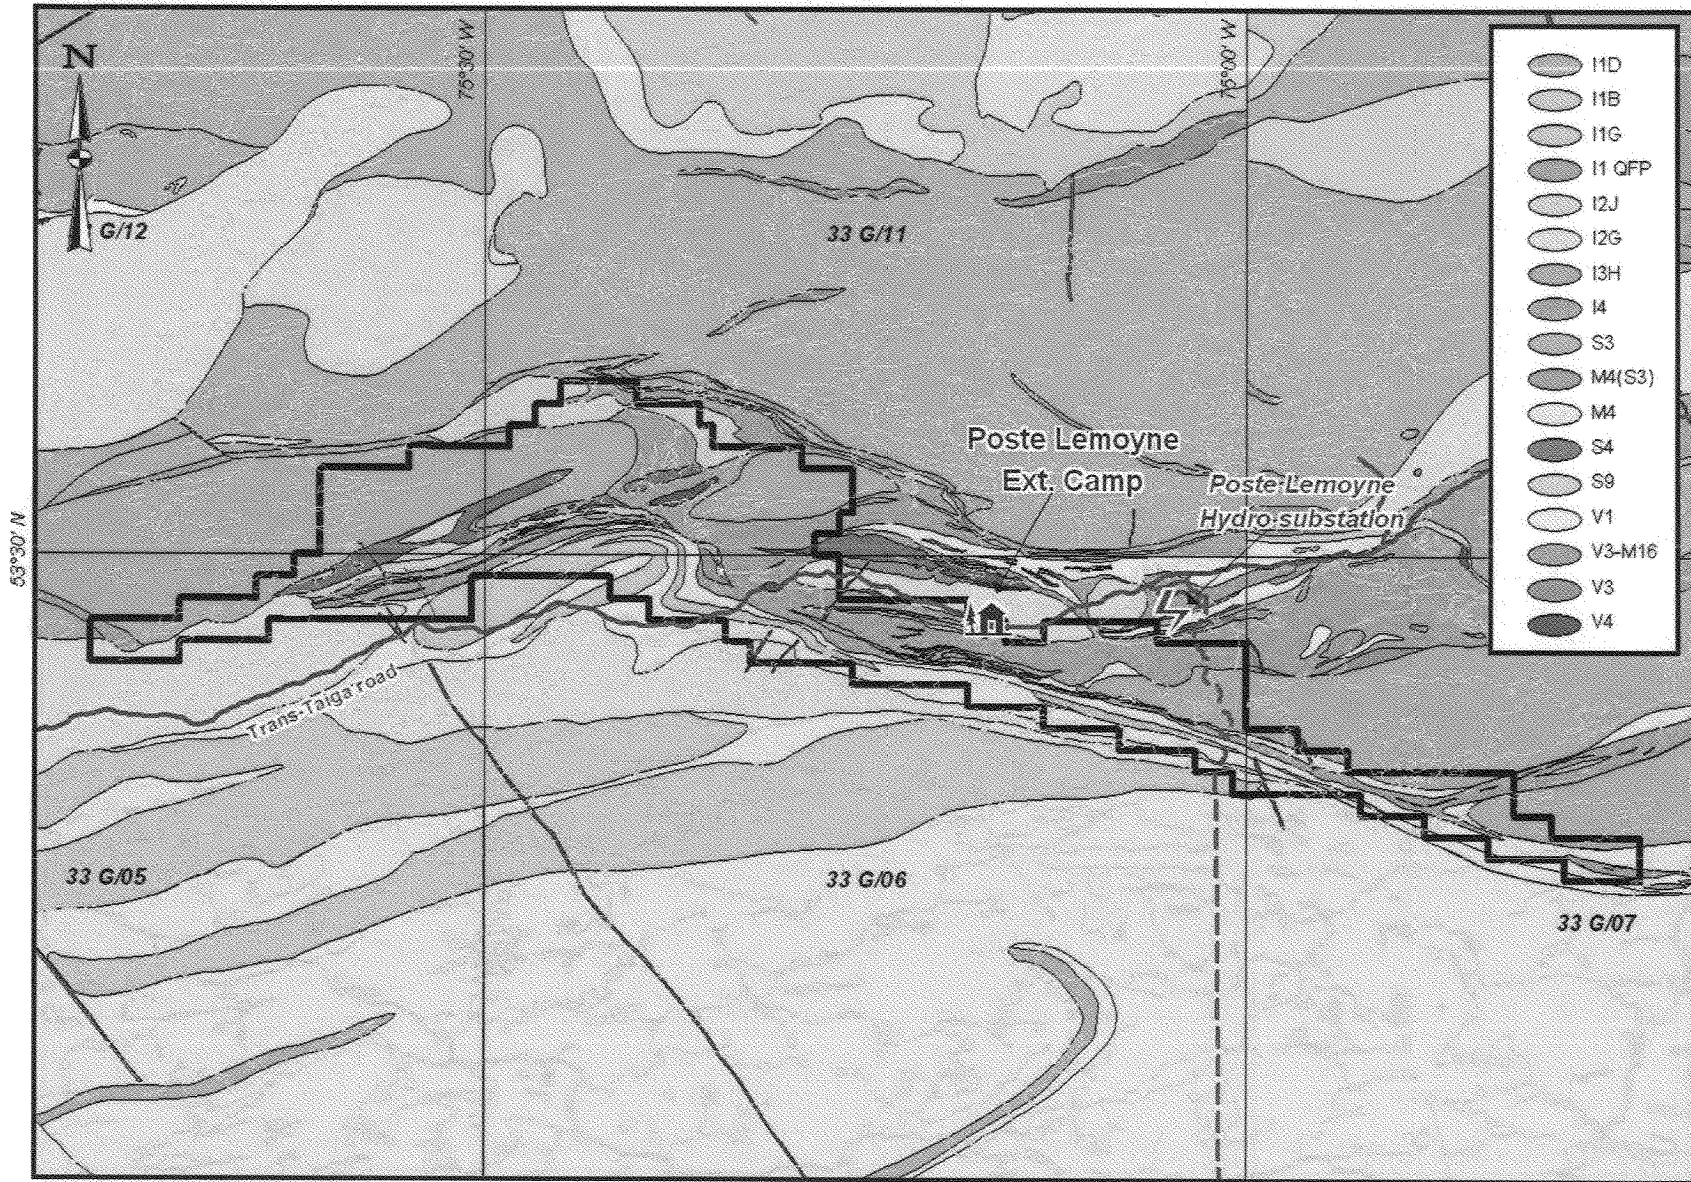 N
75°30' W
75°00' W
I1D
I1B
I1G
I1 QFP
I2J
I2G
I3H
I4
S3
M4(S3)
M4
S4
S9
V1
V3-M16
V3
V4
G/12
33 G/11
Poste Lemoyne
Ext. Camp
Poste Lemoyne
Hydro substation
53°30' N
Trans-Taiga road
33 G/05
33 G/06
33 G/07